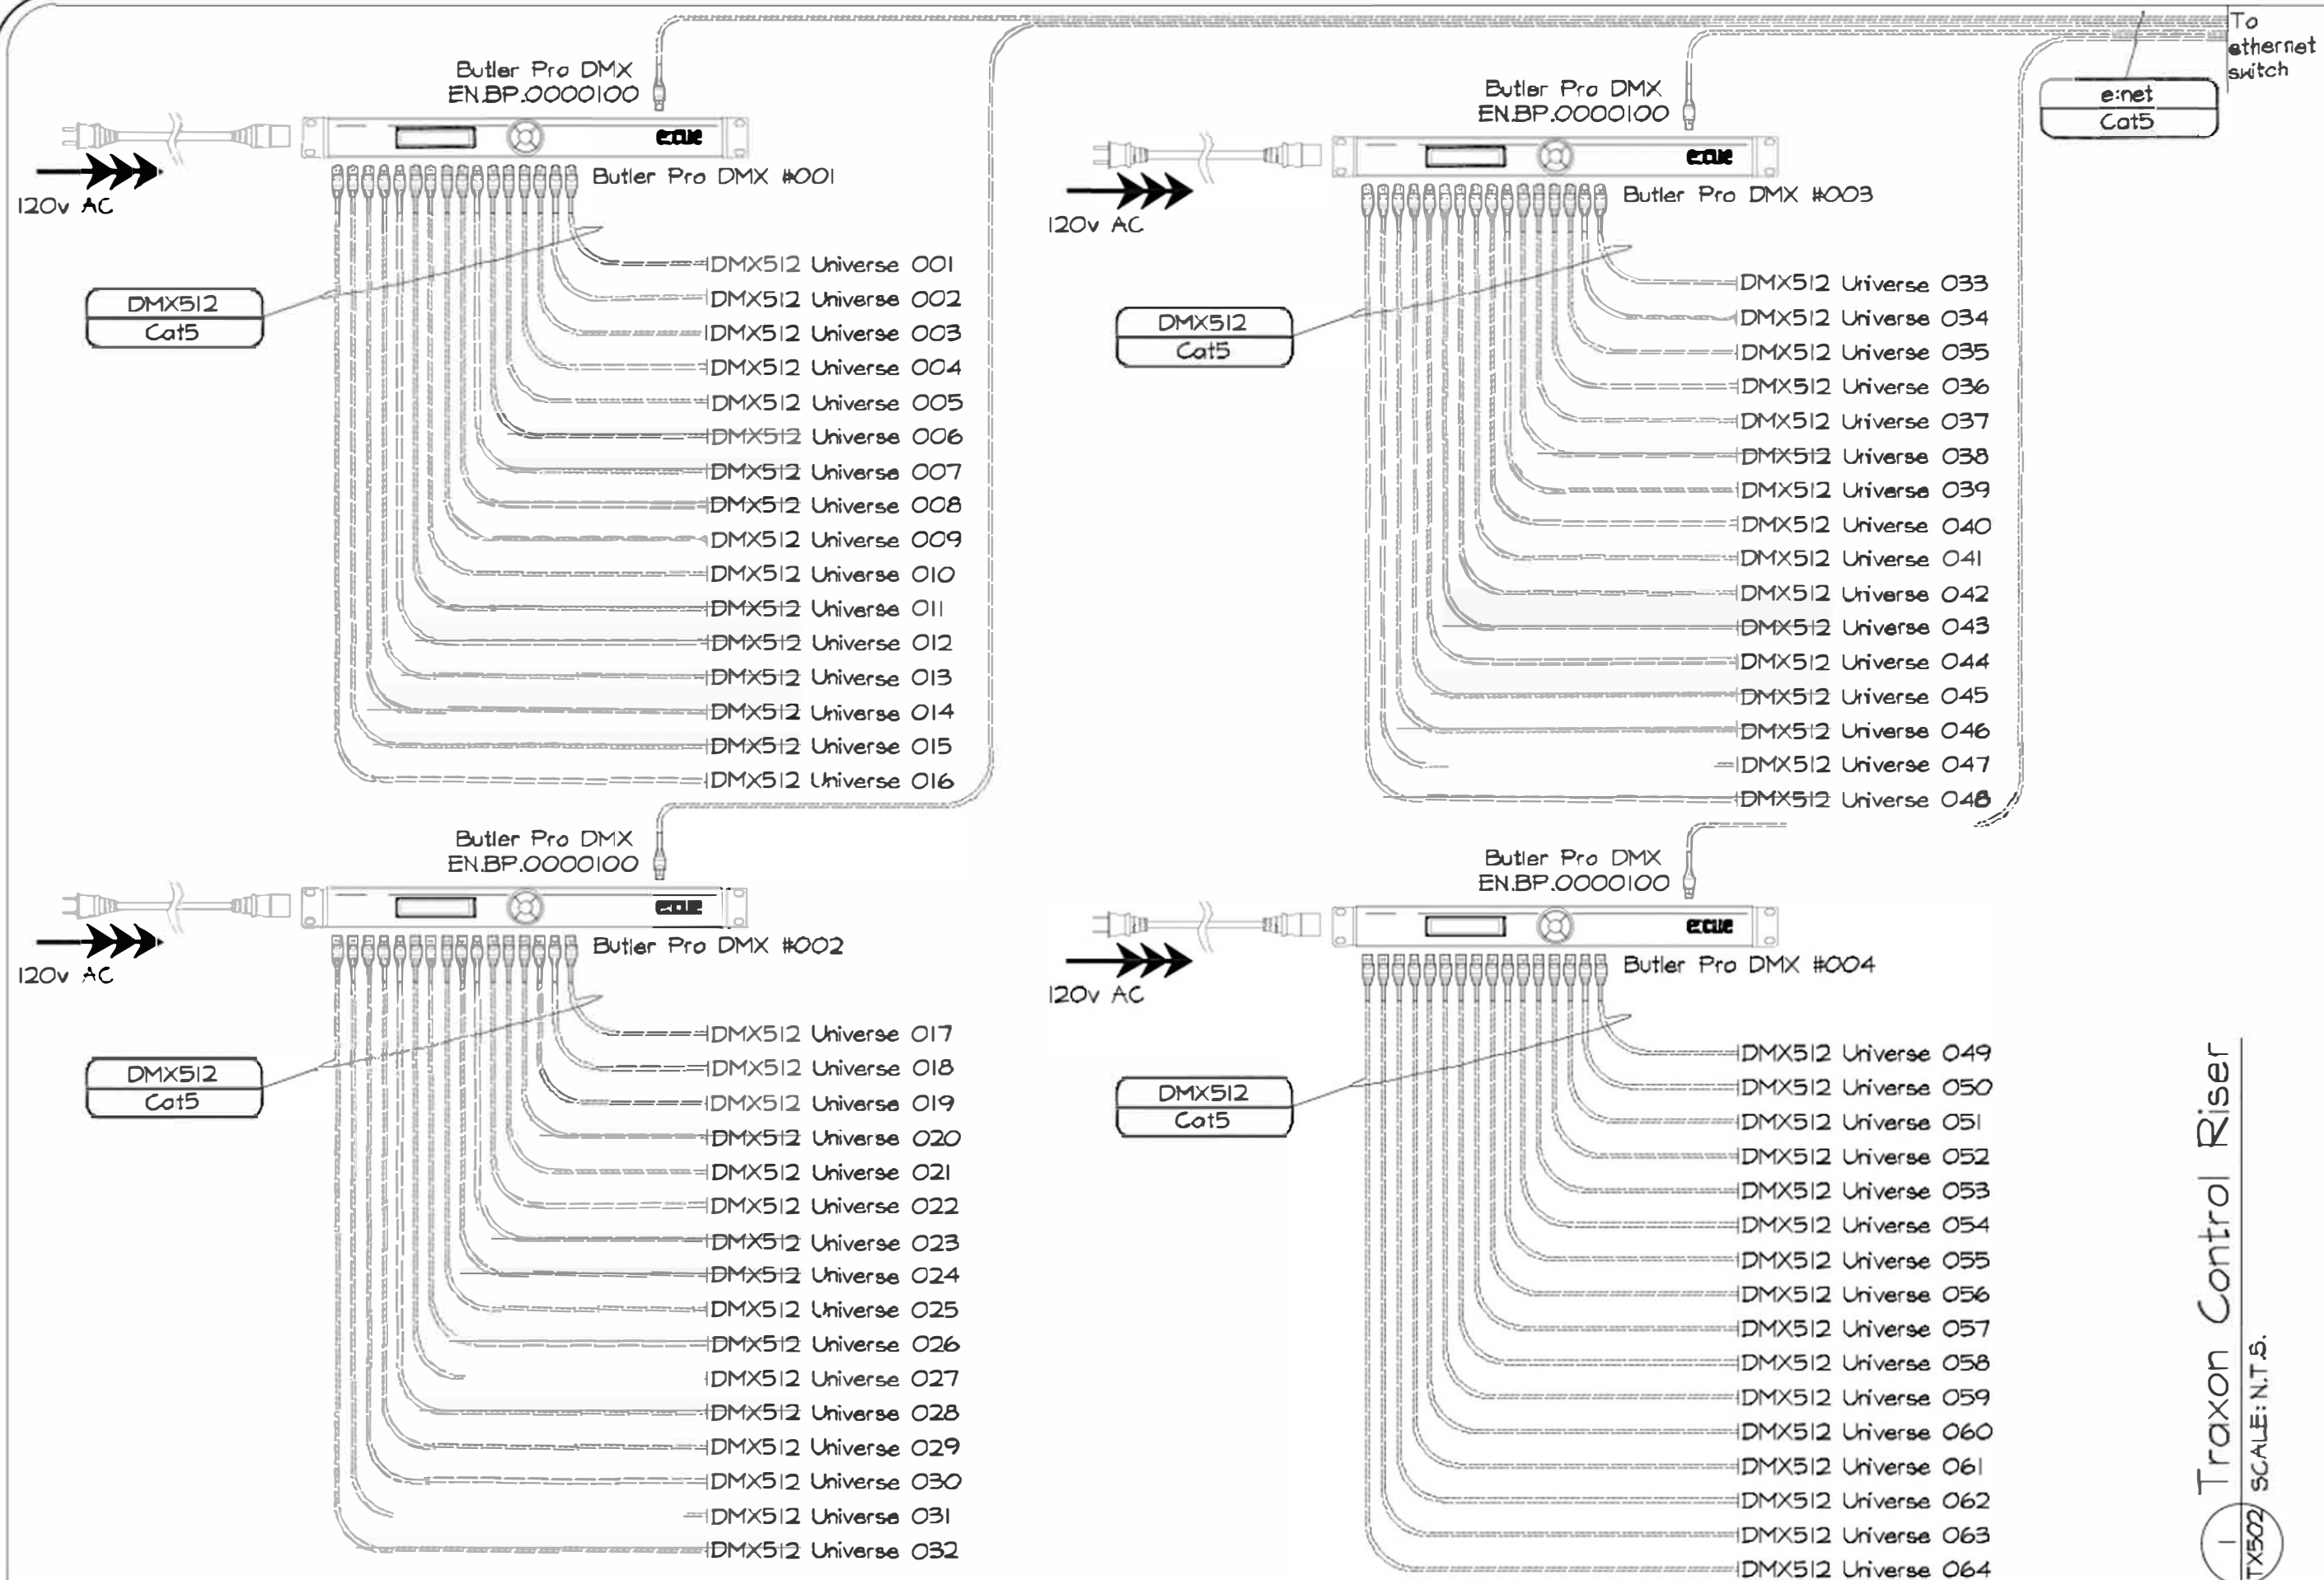 To
ethernet
switch
e:net
Cat5
Butler Pro DMX
EN.BP.0000100
e:cue
Butler Pro DMX #001
120v AC
DMX512
Cat5
DMX512 Universe 001
DMX512 Universe 002
DMX512 Universe 003
DMX512 Universe 004
DMX512 Universe 005
DMX512 Universe 006
DMX512 Universe 007
DMX512 Universe 008
DMX512 Universe 009
DMX512 Universe 010
DMX512 Universe 011
DMX512 Universe 012
DMX512 Universe 013
DMX512 Universe 014
DMX512 Universe 015
DMX512 Universe 016
Butler Pro DMX
EN.BP.0000100
e:cue
Butler Pro DMX #002
120v AC
DMX512
Cat5
DMX512 Universe 017
DMX512 Universe 018
DMX512 Universe 019
DMX512 Universe 020
DMX512 Universe 021
DMX512 Universe 022
DMX512 Universe 023
DMX512 Universe 024
DMX512 Universe 025
DMX512 Universe 026
DMX512 Universe 027
DMX512 Universe 028
DMX512 Universe 029
DMX512 Universe 030
DMX512 Universe 031
DMX512 Universe 032
Butler Pro DMX
EN.BP.0000100
e:cue
Butler Pro DMX #003
120v AC
DMX512
Cat5
DMX512 Universe 033
DMX512 Universe 034
DMX512 Universe 035
DMX512 Universe 036
DMX512 Universe 037
DMX512 Universe 038
DMX512 Universe 039
DMX512 Universe 040
DMX512 Universe 041
DMX512 Universe 042
DMX512 Universe 043
DMX512 Universe 044
DMX512 Universe 045
DMX512 Universe 046
DMX512 Universe 047
DMX512 Universe 048
Butler Pro DMX
EN.BP.0000100
e:cue
Butler Pro DMX #004
120v AC
DMX512
Cat5
DMX512 Universe 049
DMX512 Universe 050
DMX512 Universe 051
DMX512 Universe 052
DMX512 Universe 053
DMX512 Universe 054
DMX512 Universe 055
DMX512 Universe 056
DMX512 Universe 057
DMX512 Universe 058
DMX512 Universe 059
DMX512 Universe 060
DMX512 Universe 061
DMX512 Universe 062
DMX512 Universe 063
DMX512 Universe 064
1
TX502
Traxon Control Riser
SCALE: N.T.S.